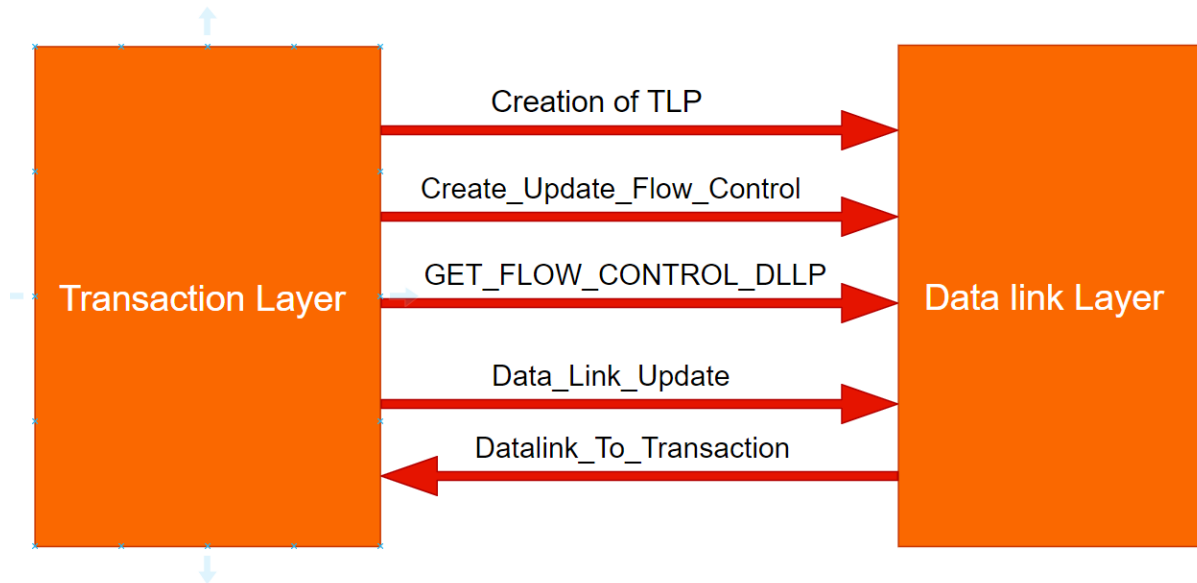 Creation of TLP
Create_Update_Flow_Control
GET_FLOW_CONTROL_DLLP
Transaction Layer
Data link Layer
Data_Link_Update
Datalink_To_Transaction